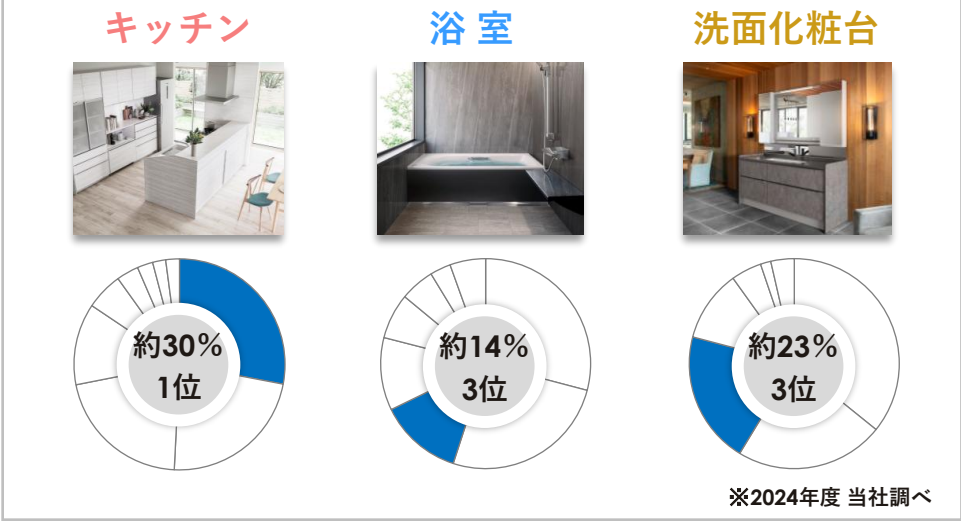 キッチン
浴室
洗面化粧台
約30%
1位
約14%
3位
約23%
3位
※2024年度 当社調べ